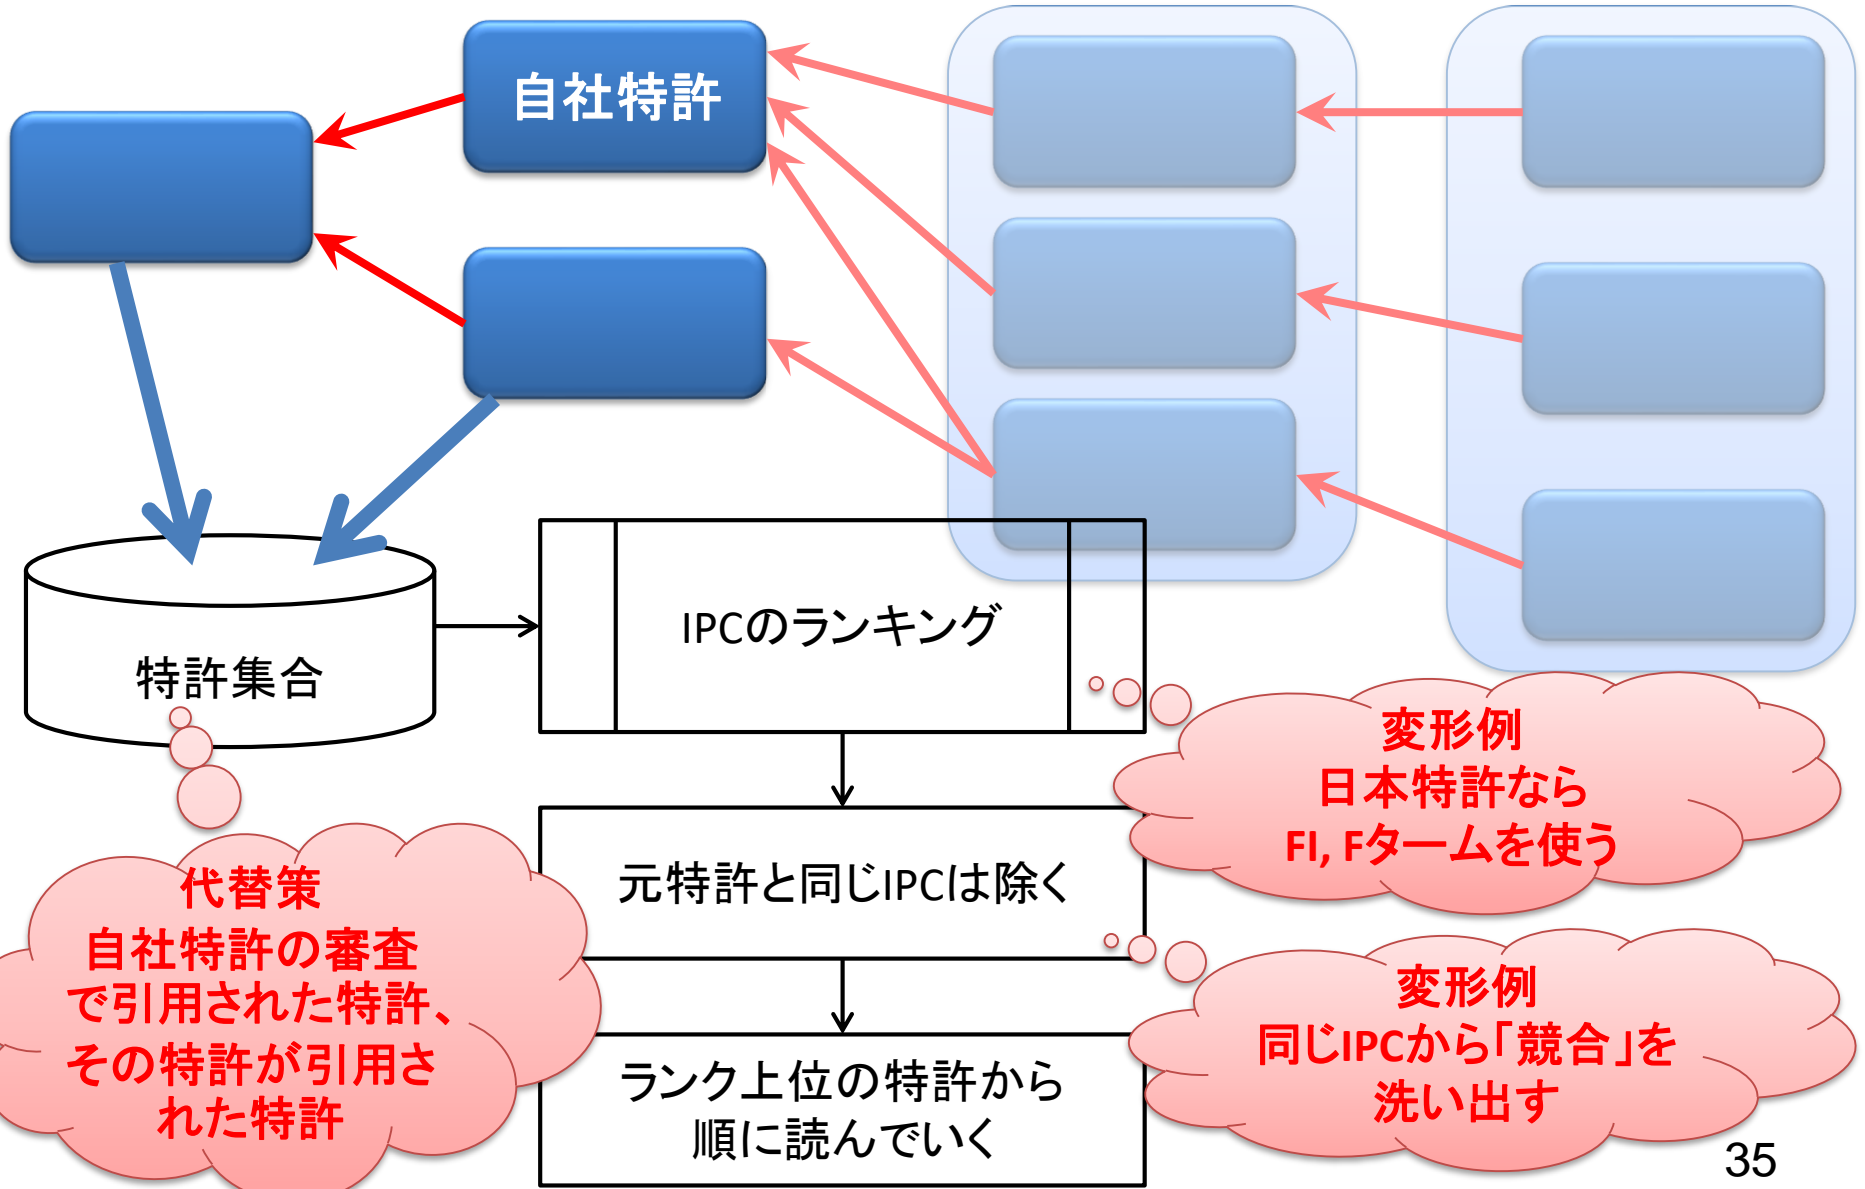 自社特許
特許集合
IPCのランキング
元特許と同じIPCは除く
ランク上位の特許から
順に読んでいく
変形例
日本特許なら
FI, Fタームを使う
変形例
同じIPCから「競合」を
洗い出す
代替策
自社特許の審査
で引用された特許、
その特許が引用さ
れた特許
35